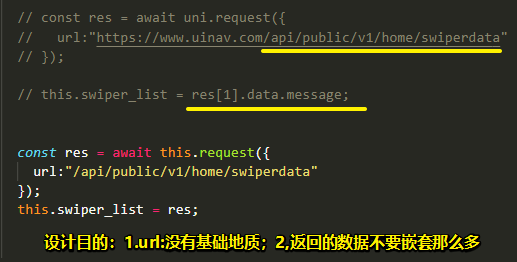 // const res = await uni.request({
//   url:"https://www.uinav.com/api/public/v1/home/swiperdata"
// });
// this.swiper_list = res[1].data.message;
const res = await this.request({
  url:"/api/public/v1/home/swiperdata"
});
this.swiper_list = res;
设计目的：1.url:没有基础地质；2,返回的数据不要嵌套那么多